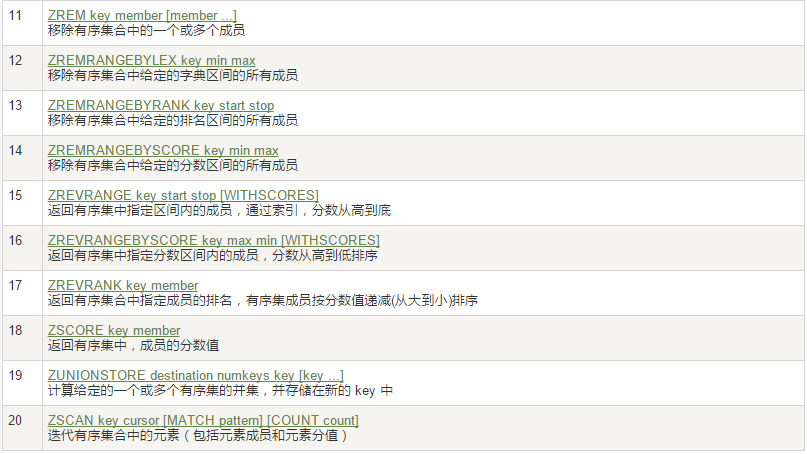 11 ZREM key member [member ...]
移除有序集合中的一个或多个成员
12 ZREMRANGEBYLEX key min max
移除有序集合中给定的字典区间的所有成员
13 ZREMRANGEBYRANK key start stop
移除有序集合中给定的排名区间的所有成员
14 ZREMRANGEBYSCORE key min max
移除有序集合中给定的分数区间的所有成员
15 ZREVRANGE key start stop [WITHSCORES]
返回有序集中指定区间内的成员，通过索引，分数从高到底
16 ZREVRANGEBYSCORE key max min [WITHSCORES]
返回有序集中指定分数区间内的成员，分数从高到低排序
17 ZREVRANK key member
返回有序集合中指定成员的排名，有序集成员按分数值递减(从大到小)排序
18 ZSCORE key member
返回有序集中，成员的分数值
19 ZUNIONSTORE destination numkeys key [key ...]
计算给定的一个或多个有序集的并集，并存储在新的 key 中
20 ZSCAN key cursor [MATCH pattern] [COUNT count]
迭代有序集合中的元素（包括元素成员和元素分值）